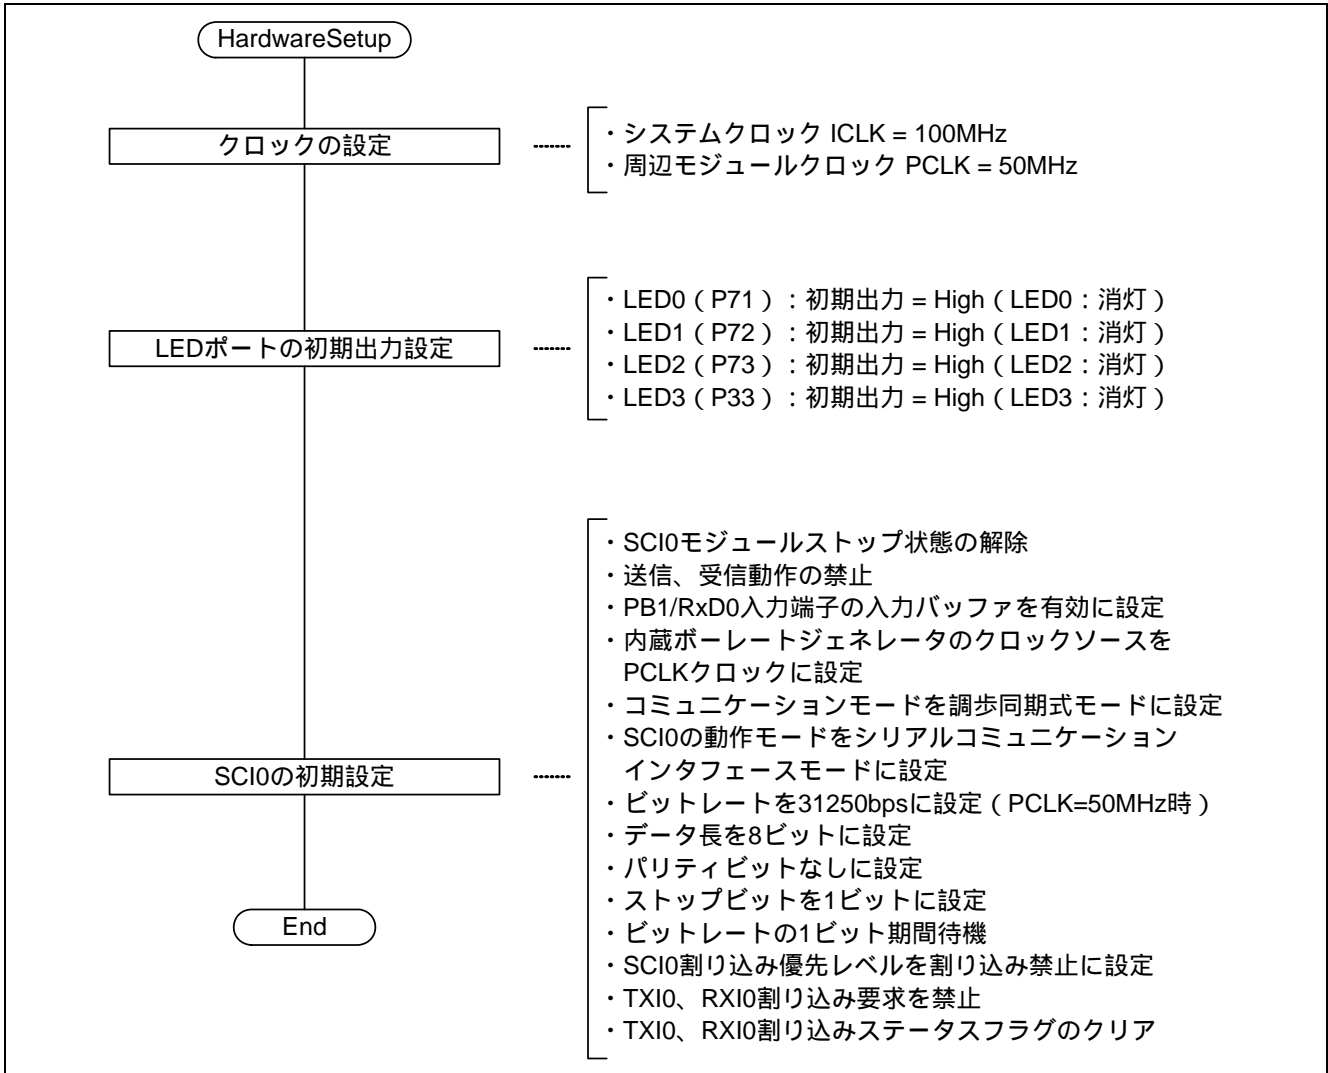 HardwareSetup
クロックの設定
・システムクロック ICLK = 100MHz
・周辺モジュールクロック PCLK = 50MHz
LEDポートの初期出力設定
・LED0（P71）：初期出力 = High（LED0：消灯）
・LED1（P72）：初期出力 = High（LED1：消灯）
・LED2（P73）：初期出力 = High（LED2：消灯）
・LED3（P33）：初期出力 = High（LED3：消灯）
SCI0の初期設定
・SCI0モジュールストップ状態の解除
・送信、受信動作の禁止
・PB1/RxD0入力端子の入力バッファを有効に設定
・内蔵ボーレートジェネレータのクロックソースを
PCLKクロックに設定
・コミュニケーションモードを調歩同期式モードに設定
・SCI0の動作モードをシリアルコミュニケーション
インタフェースモードに設定
・ビットレートを31250bpsに設定（PCLK=50MHz時）
・データ長を8ビットに設定
・パリティビットなしに設定
・ストップビットを1ビットに設定
・ビットレートの1ビット期間待機
・SCI0割り込み優先レベルを割り込み禁止に設定
・TXI0、RXI0割り込み要求を禁止
・TXI0、RXI0割り込みステータスフラグのクリア
End